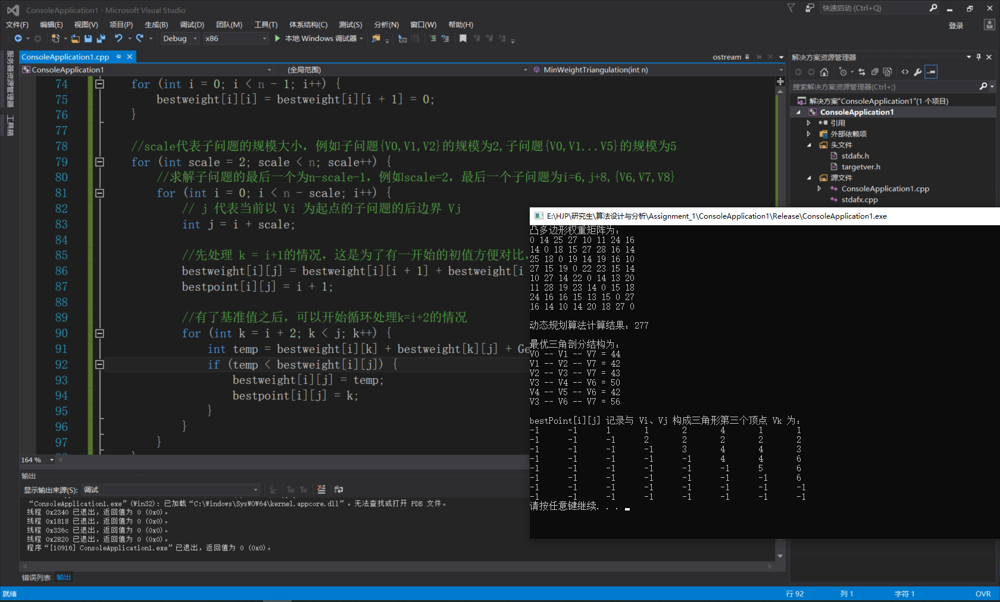 ConsoleApplication1 - Microsoft Visual Studio
快速启动 (Ctrl+Q)
文件(F) 编辑(E) 视图(V) 项目(P) 生成(B) 调试(D) 团队(M) 工具(T) 体系结构(C) 测试(S) 分析(N) 窗口(W) 帮助(H)
登录
Debug x86 本地 Windows 调试器
服务器资源管理器
工具箱
ConsoleApplication1.cpp
ostream
ConsoleApplication1 (全局范围) MinWeightTriangulation(int n)
74 for (int i = 0; i < n - 1; i++) {
75 bestweight[i][i] = bestweight[i][i + 1] = 0;
76 }
77
78 //scale代表子问题的规模大小，例如子问题{V0,V1,V2}的规模为2,子问题{V0,V1...V5}的规模为5
79 for (int scale = 2; scale < n; scale++) {
80 //求解子问题的最后一个为n-scale-1，例如scale=2，最后一个子问题为i=6,j+8,{V6,V7,V8}
81 for (int i = 0; i < n - scale; i++) {
82 // j 代表当前以 Vi 为起点的子问题的后边界 Vj
83 int j = i + scale;
84
85 //先处理 k = i+1的情况，这是为了有一开始的初值方便对比，
86 bestweight[i][j] = bestweight[i][i + 1] + bestweight[i
87 bestpoint[i][j] = i + 1;
88
89 //有了基准值之后，可以开始循环处理k=i+2的情况
90 for (int k = i + 2; k < j; k++) {
91 int temp = bestweight[i][k] + bestweight[k][j] + Ge
92 if (temp < bestweight[i][j]) {
93 bestweight[i][j] = temp;
94 bestpoint[i][j] = k;
95 }
96 }
97 }
164 %
输出
显示输出来源(S): 调试
“ConsoleApplication1.exe”(Win32): 已加载“C:\Windows\SysWOW64\kernel.appcore.dll”。无法查找或打开 PDB 文件。
线程 0x2340 已退出，返回值为 0 (0x0)。
线程 0x1818 已退出，返回值为 0 (0x0)。
线程 0x336c 已退出，返回值为 0 (0x0)。
线程 0x2820 已退出，返回值为 0 (0x0)。
程序“[10916] ConsoleApplication1.exe”已退出，返回值为 0 (0x0)。
错误列表 输出
就绪
行 92 列 1 字符 1 OVR
解决方案资源管理器
搜索解决方案资源管理器(Ctrl+;)
解决方案“ConsoleApplication1”(1 个项目)
ConsoleApplication1
引用
外部依赖项
头文件
stdafx.h
targetver.h
源文件
ConsoleApplication1.cpp
stdafx.cpp
E:\HJP\研究生\算法设计与分析\Assignment_1\ConsoleApplication1\Release\ConsoleApplication1.exe
凸多边形权重矩阵为：
0 14 25 27 10 11 24 16
14 0 18 15 27 28 16 14
25 18 0 19 14 19 16 10
27 15 19 0 22 23 15 14
10 27 14 22 0 14 13 20
11 28 19 23 14 0 15 18
24 16 16 15 13 15 0 27
16 14 10 14 20 18 27 0
动态规划算法计算结果：277
最优三角剖分结构为：
V0 -- V1 -- V7 = 44
V1 -- V2 -- V7 = 42
V2 -- V3 -- V7 = 43
V3 -- V4 -- V6 = 50
V4 -- V5 -- V6 = 42
V3 -- V6 -- V7 = 56
bestPoint[i][j] 记录与 Vi、Vj 构成三角形第三个顶点 Vk 为：
-1 -1 1 1 2 4 1 1
-1 -1 -1 2 2 2 2 2
-1 -1 -1 -1 3 4 4 3
-1 -1 -1 -1 -1 4 4 6
-1 -1 -1 -1 -1 -1 5 6
-1 -1 -1 -1 -1 -1 -1 6
-1 -1 -1 -1 -1 -1 -1 -1
-1 -1 -1 -1 -1 -1 -1 -1
请按任意键继续. . .